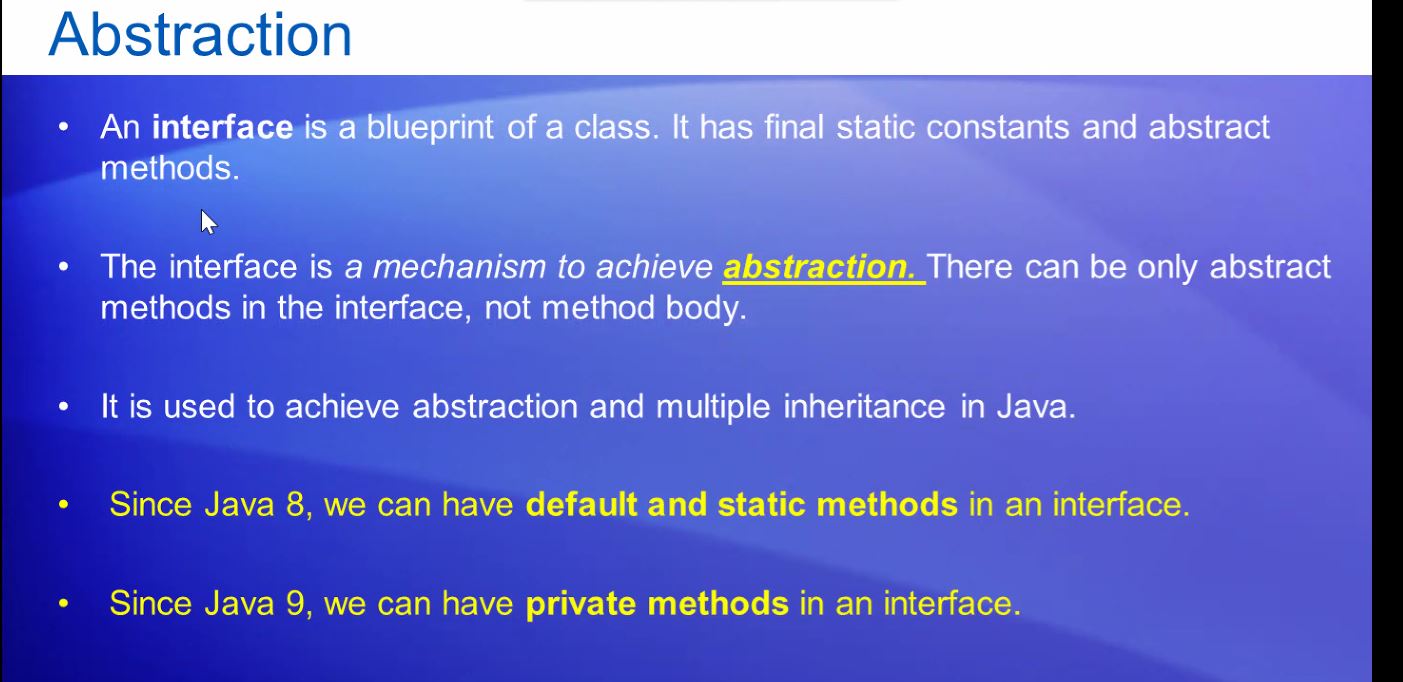 Abstraction
• An interface is a blueprint of a class. It has final static constants and abstract
methods.
• The interface is a mechanism to achieve abstraction. There can be only abstract
methods in the interface, not method body.
• It is used to achieve abstraction and multiple inheritance in Java.
• Since Java 8, we can have default and static methods in an interface.
• Since Java 9, we can have private methods in an interface.